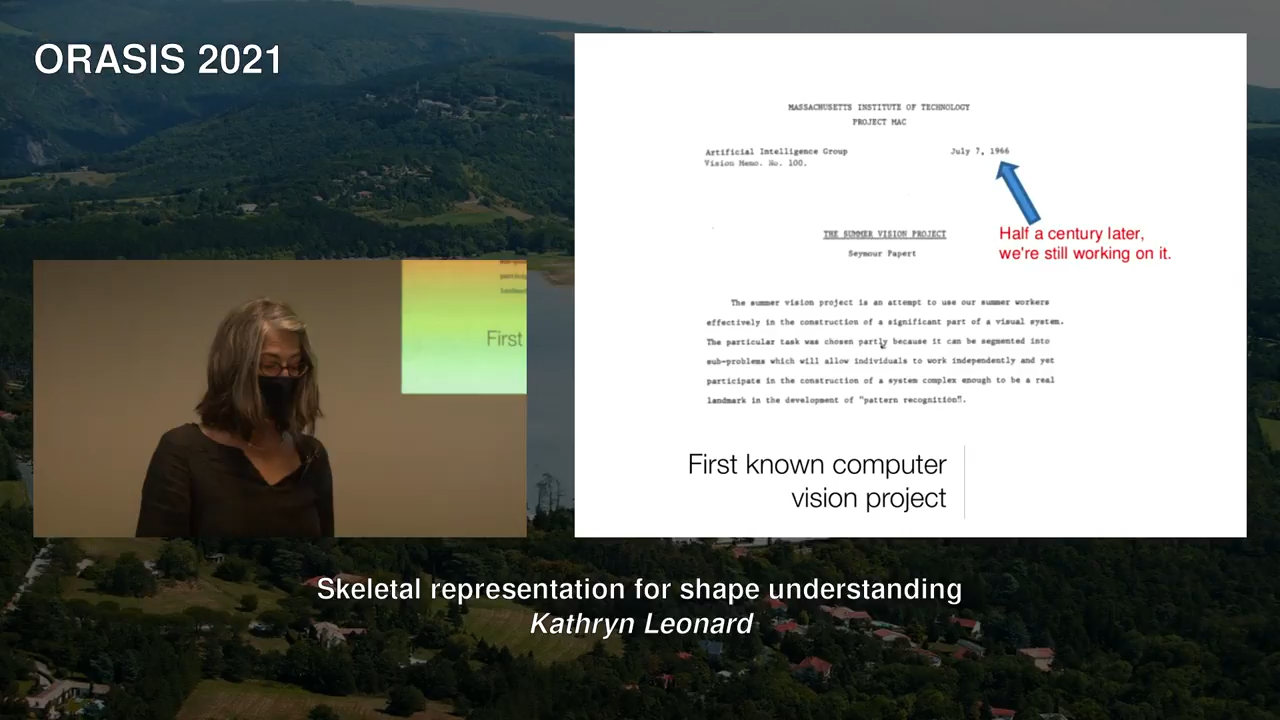 ORASIS 2021
MASSACHUSETTS INSTITUTE OF TECHNOLOGY
PROJECT MAC
Artificial Intelligence Group
July 7, 1966
Vision Memo. No. 100.
Half a century later,
we're still working on it.
THE SUMMER VISION PROJECT
Seymour Papert
The summer vision project is an attempt to use our summer workers
effectively in the construction of a significant part of a visual system.
The particular task was chosen partly because it can be segmented into
sub-problems which will allow individuals to work independently and yet
participate in the construction of a system complex enough to be a real
landmark in the development of "pattern recognition".
First known computer
vision project
First
Skeletal representation for shape understanding
Kathryn Leonard